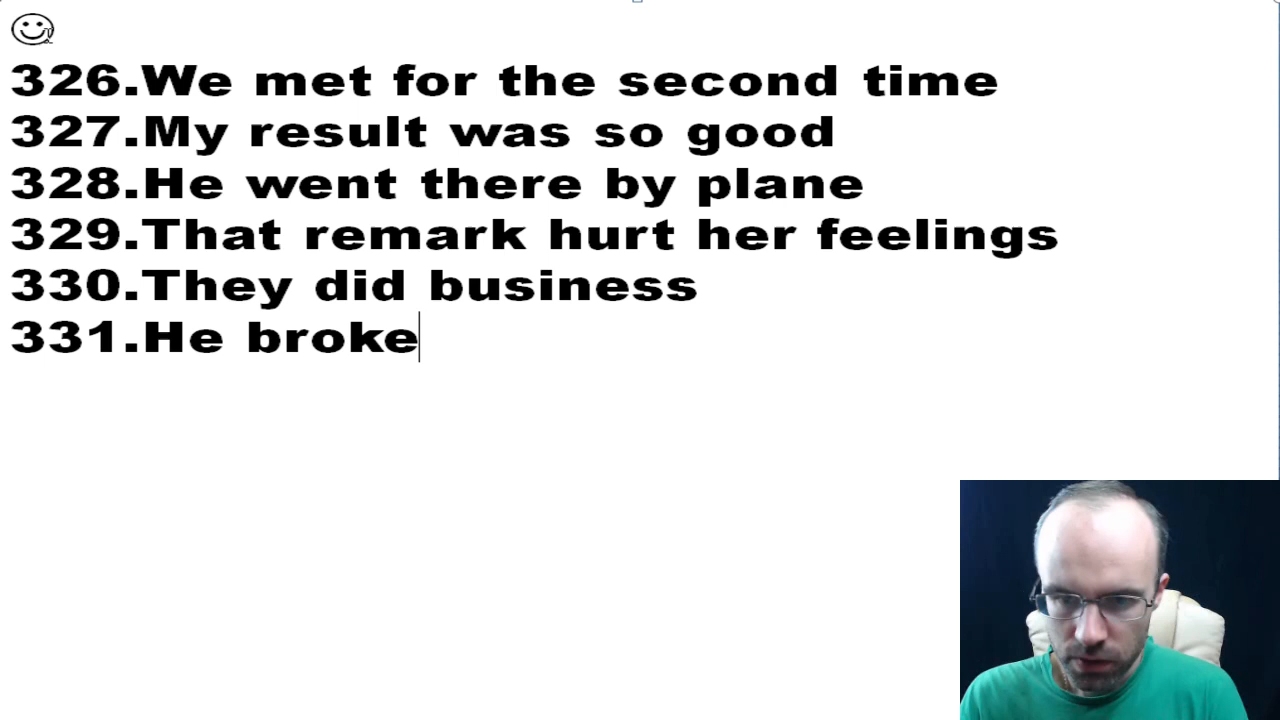 326.We met for the second time
327.My result was so good
328.He went there by plane
329.That remark hurt her feelings
330.They did business
331.He broke